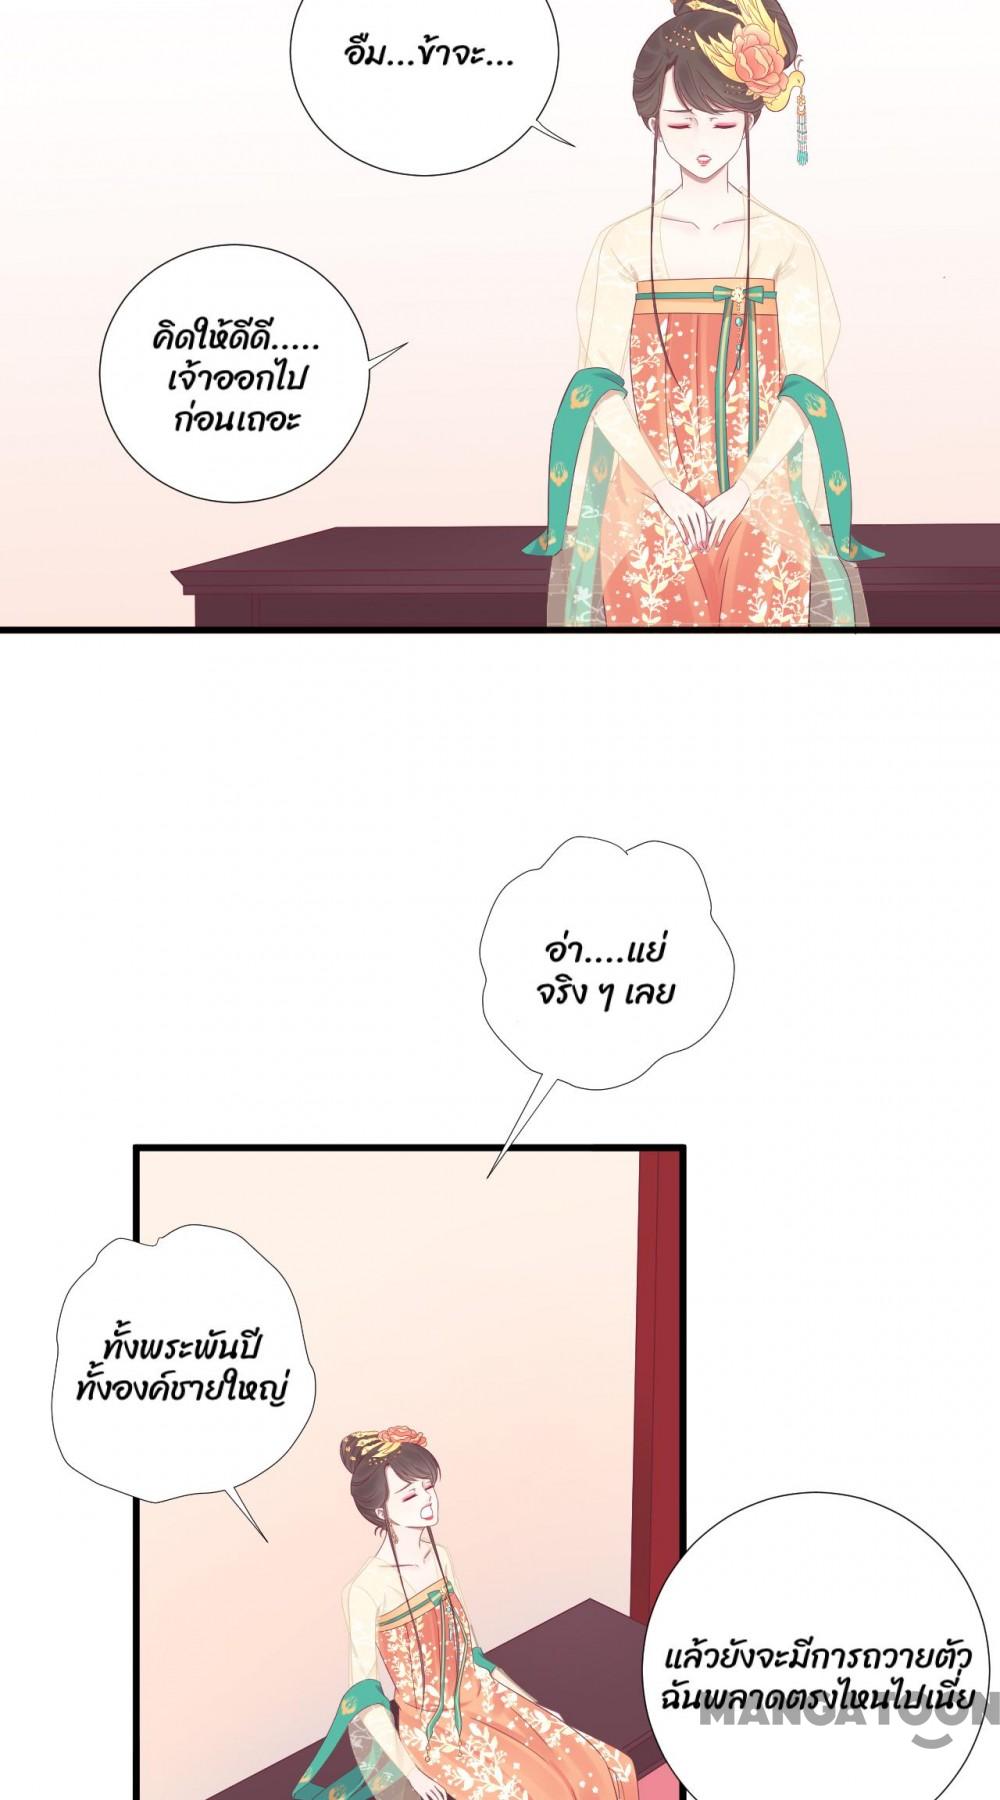 อืม...ข้าจะ...
คิดให้ดีดี.....
เจ้าออกไป
ก่อนเถอะ
อ่า....แย่
จริง ๆ เลย
ทั้งพระพันปี
ทั้งองค์ชายใหญ่
แล้วยังจะมีการถวายตัว
ฉันพลาดตรงไหนไปเนี่ย
MANGATOON